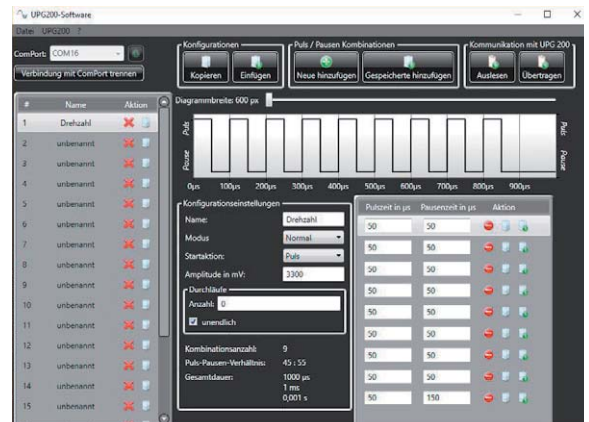 UPG200-Software
Datei UPG200 ?
ComPort: COM16
Verbindung mit ComPort trennen
Konfigurationen
Kopieren Einfügen
Puls / Pausen Kombinationen
Neue hinzufügen Gespeicherte hinzufügen
Kommunikation mit UPG 200
Auslesen Übertragen
# Name Aktion
1 Drehzahl
2 unbenannt
3 unbenannt
4 unbenannt
5 unbenannt
6 unbenannt
7 unbenannt
8 unbenannt
9 unbenannt
10 unbenannt
11 unbenannt
12 unbenannt
13 unbenannt
14 unbenannt
15 unbenannt
Diagrammbreite: 600 px
Puls
Pause
Puls
Pause
0µs 100µs 200µs 300µs 400µs 500µs 600µs 700µs 800µs 900µs
Konfigurationseinstellungen
Name: Drehzahl
Modus Normal
Startaktion: Puls
Amplitude in mV: 3300
Durchläufe
Anzahl: 0
unendlich
Kombinationsanzahl: 9
Puls-Pausen-Verhältnis: 45 : 55
Gesamtdauer: 1000 µs
1 ms
0,001 s
Pulszeit in µs Pausenzeit in µs Aktion
50 50
50 50
50 50
50 50
50 50
50 50
50 50
50 50
50 150